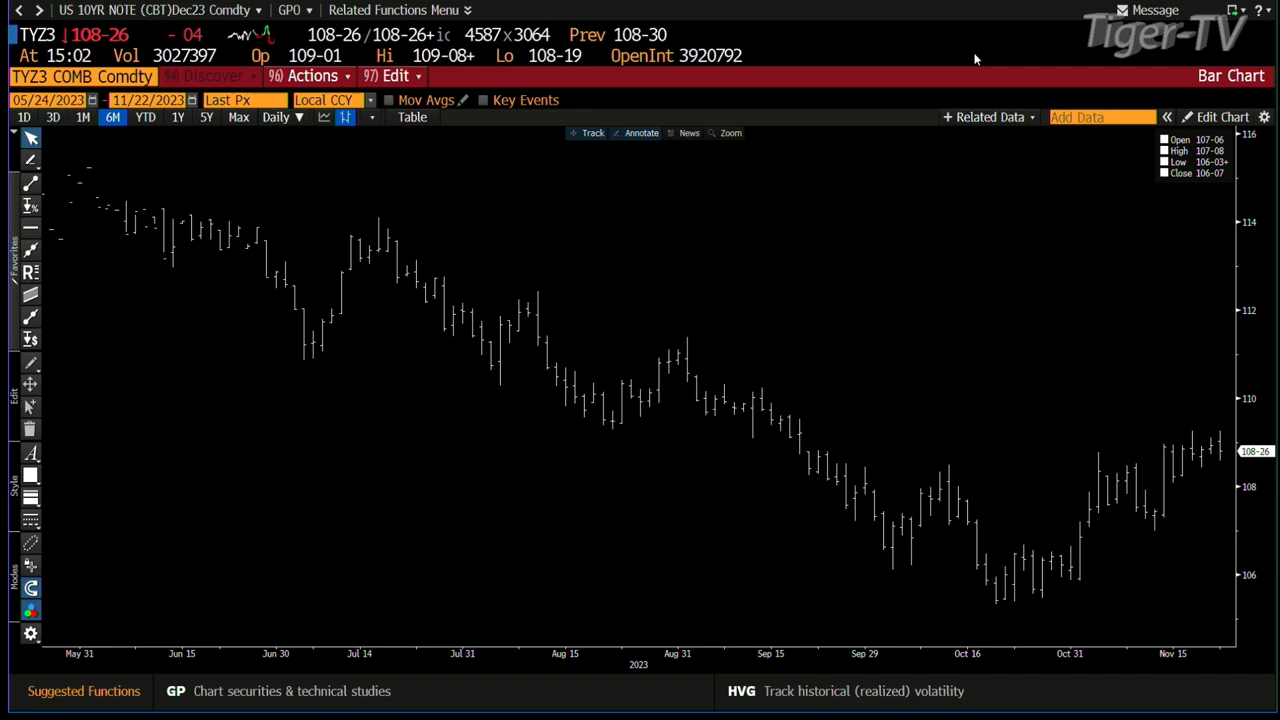 US 10YR NOTE (CBT)Dec23 Comdty GPO Related Functions Menu Message
Tiger-TV
TYZ3 ↓108-26 - 04 108-26/108-26+ic 4587x3064 Prev 108-30
At 15:02 Vol 3027397 Op 109-01 Hi 109-08+ Lo 108-19 OpenInt 3920792
TYZ3 COMB Comdty 94) Discover 96) Actions 97) Edit Bar Chart
05/24/2023 - 11/22/2023 Last Px Local CCY Mov Avgs Key Events
1D 3D 1M 6M YTD 1Y 5Y Max Daily ▼ Table + Related Data Add Data « Edit Chart
Track Annotate News Zoom
Open 107-06
High 107-08
Low 106-03+
Close 106-07
116
114
112
110
108-26
108
106
Favorites
Edit
Style
Modes
May 31 Jun 15 Jun 30 Jul 14 Jul 31 Aug 15 Aug 31 Sep 15 Sep 29 Oct 16 Oct 31 Nov 15
2023
Suggested Functions GP Chart securities & technical studies HVG Track historical (realized) volatility